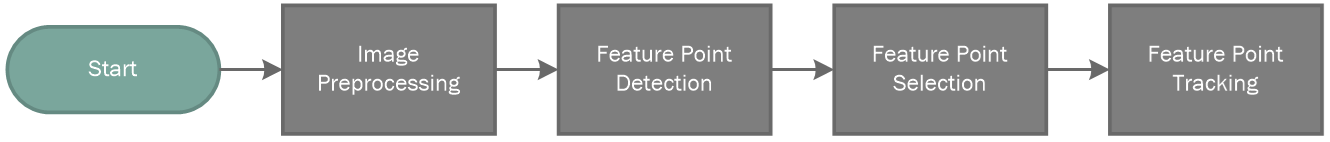 Start
Image
Preprocessing
Feature Point
Detection
Feature Point
Selection
Feature Point
Tracking